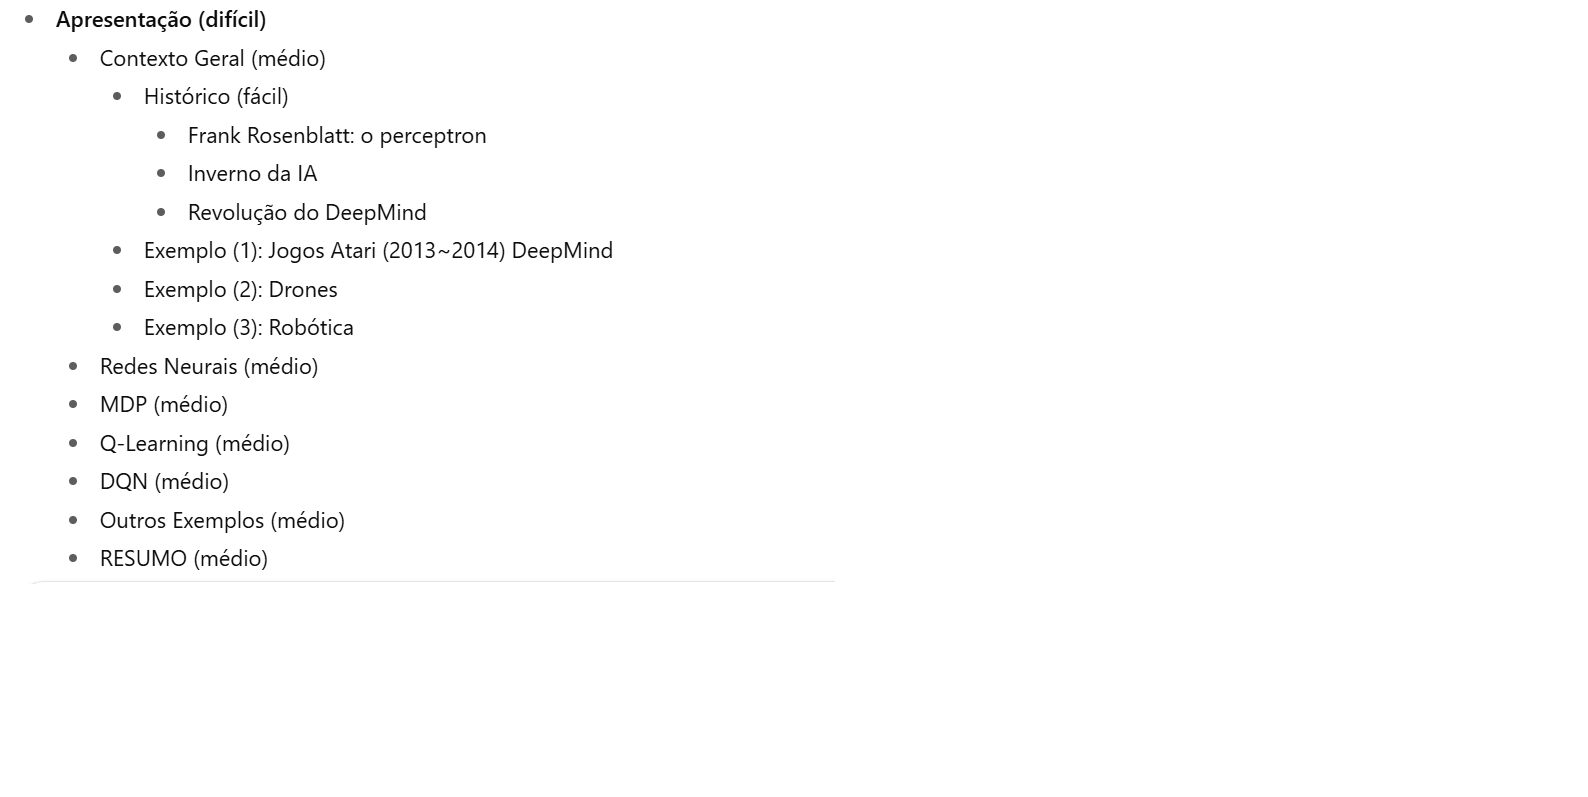 Apresentação (difícil)
Contexto Geral (médio)
Histórico (fácil)
Frank Rosenblatt: o perceptron
Inverno da IA
Revolução do DeepMind
Exemplo (1): Jogos Atari (2013~2014) DeepMind
Exemplo (2): Drones
Exemplo (3): Robótica
Redes Neurais (médio)
MDP (médio)
Q-Learning (médio)
DQN (médio)
Outros Exemplos (médio)
RESUMO (médio)